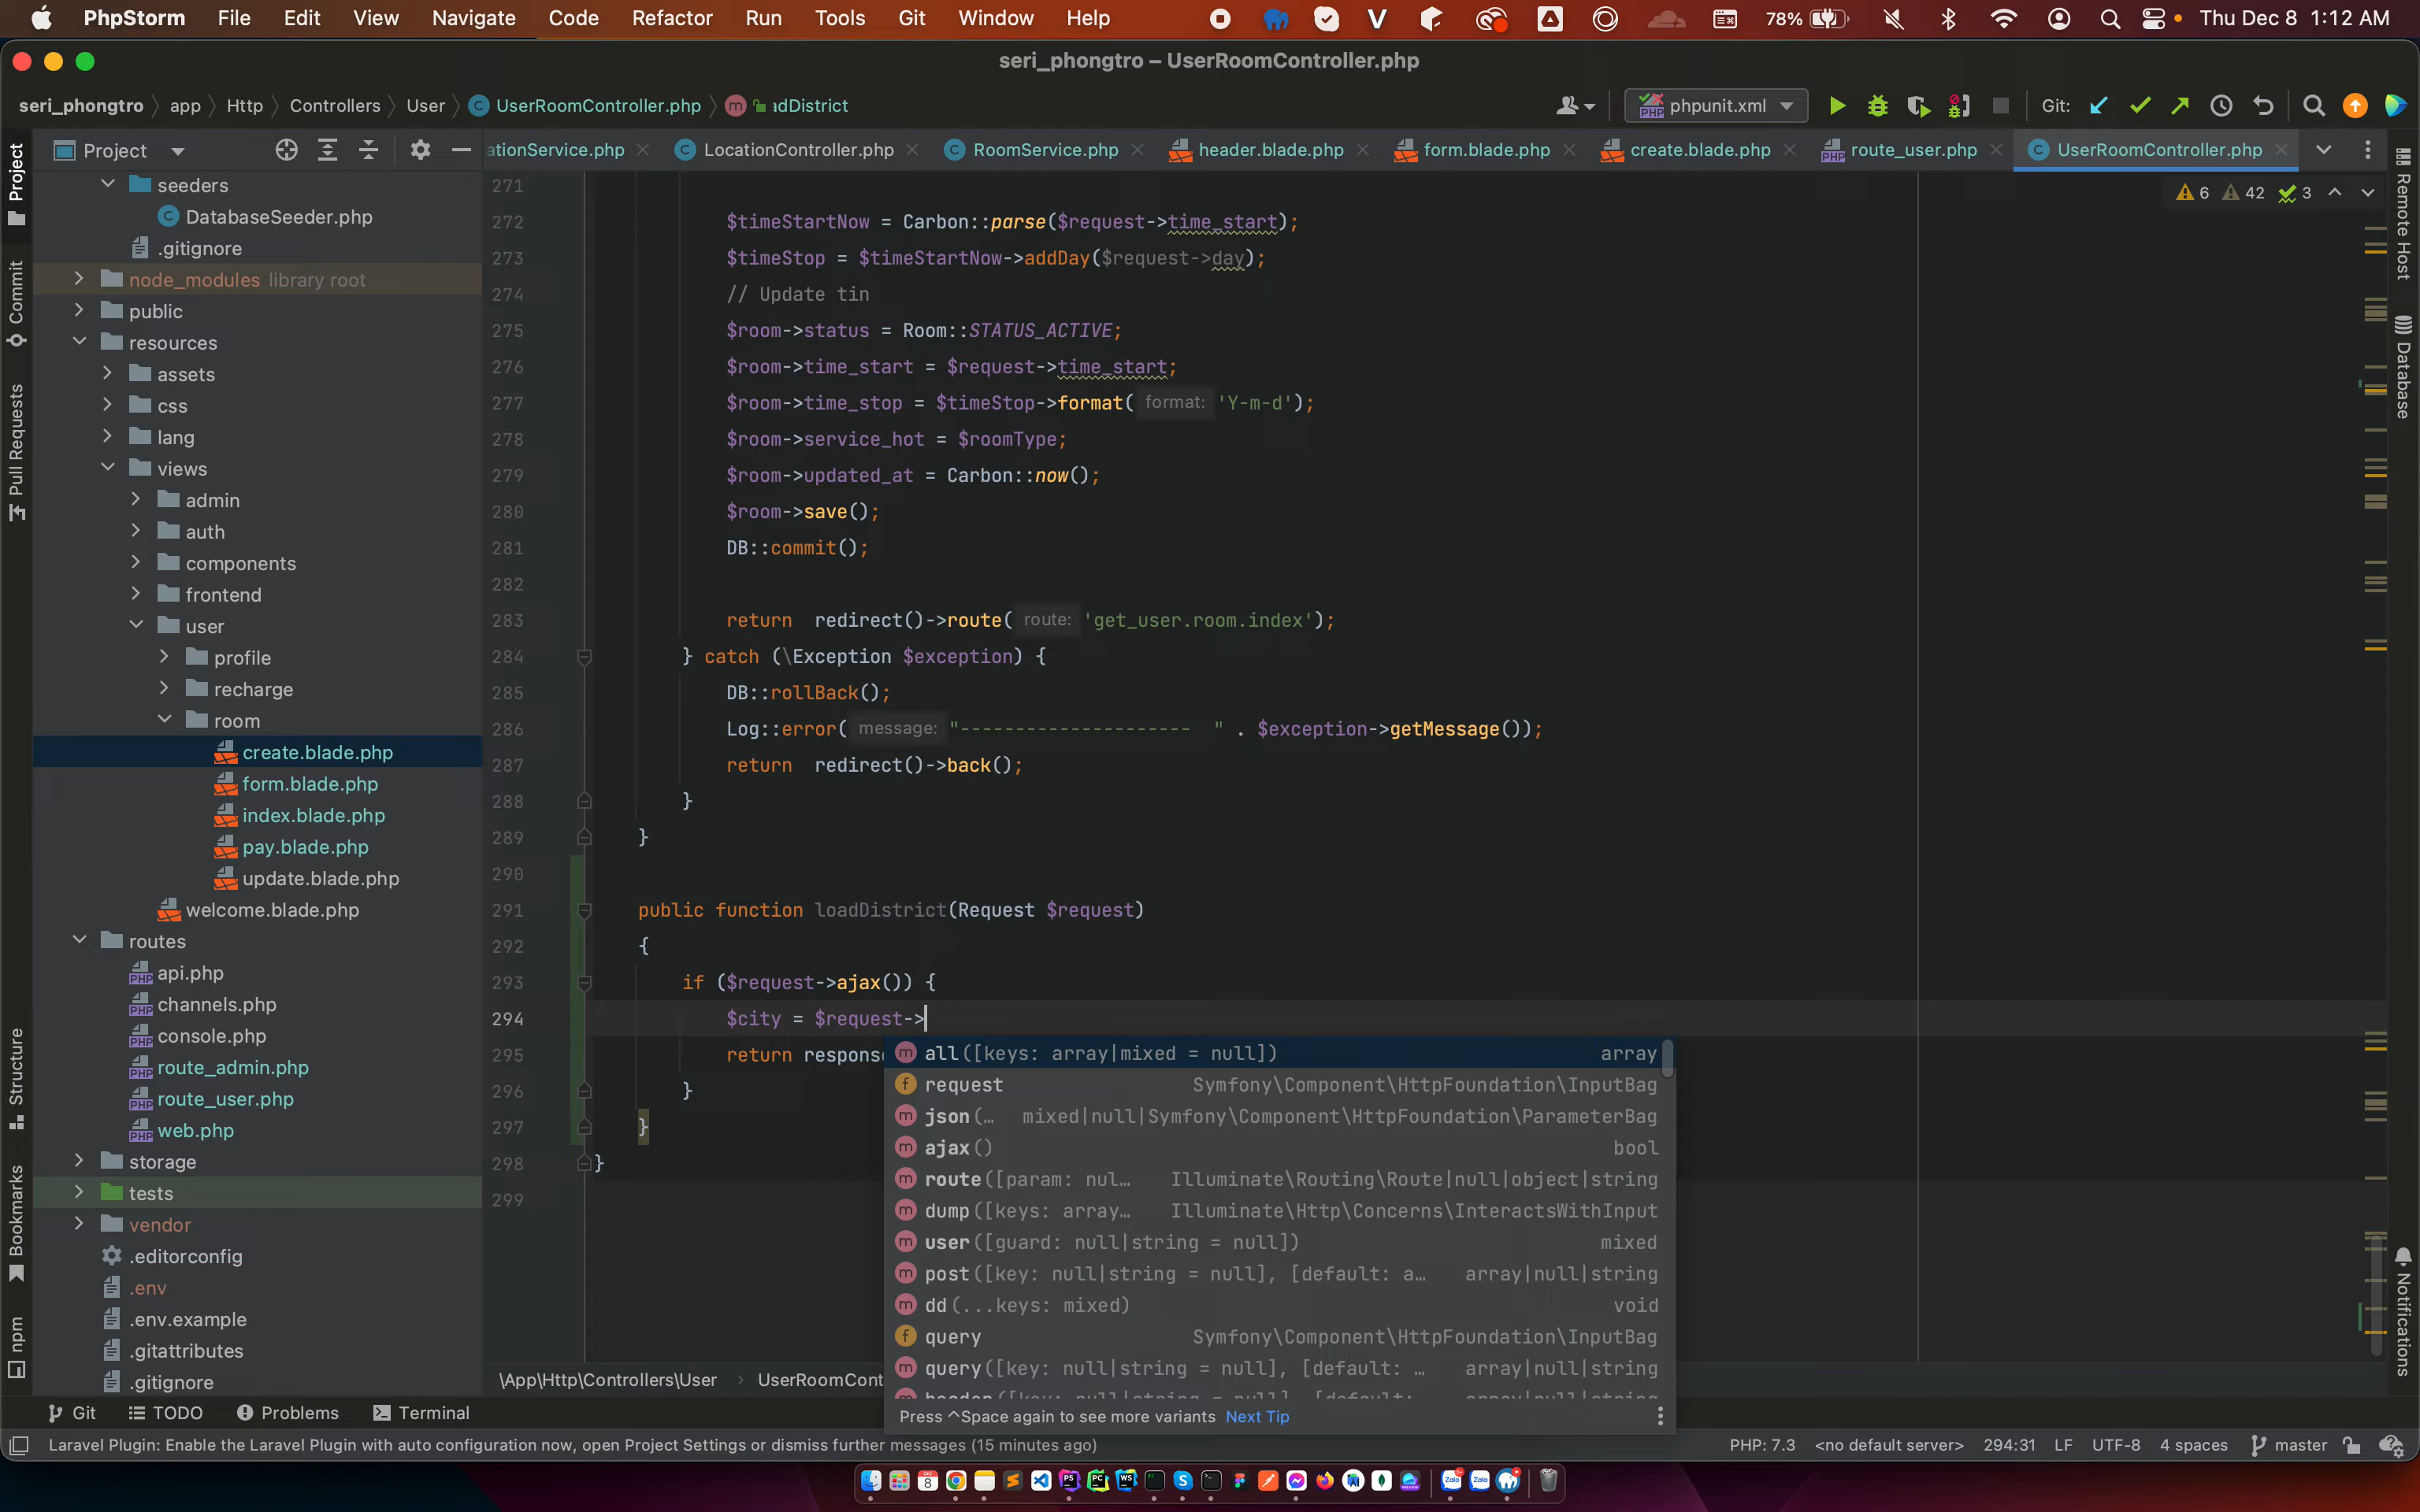 PhpStorm File Edit View Navigate Code Refactor Run Tools Git Window Help 78% Thu Dec 8 1:12 AM
seri_phongtro – UserRoomController.php
seri_phongtro app Http Controllers User UserRoomController.php phpunit.xml Git:
Project ationService.php LocationController.php RoomService.php header.blade.php form.blade.php create.blade.php route_user.php UserRoomController.php
6 42 3
Project
Commit
Pull Requests
Structure
Bookmarks
npm
seeders
DatabaseSeeder.php
.gitignore
node_modules library root
public
resources
assets
css
lang
views
admin
auth
components
frontend
user
profile
recharge
room
create.blade.php
form.blade.php
index.blade.php
pay.blade.php
update.blade.php
welcome.blade.php
routes
api.php
channels.php
console.php
route_admin.php
route_user.php
web.php
storage
tests
vendor
.editorconfig
.env
.env.example
.gitattributes
.gitignore
271
272 $timeStartNow = Carbon::parse($request->time_start);
273 $timeStop = $timeStartNow->addDay($request->day);
274 // Update tin
275 $room->status = Room::STATUS_ACTIVE;
276 $room->time_start = $request->time_start;
277 $room->time_stop = $timeStop->format( format: 'Y-m-d');
278 $room->service_hot = $roomType;
279 $room->updated_at = Carbon::now();
280 $room->save();
281 DB::commit();
282
283 return redirect()->route( route: 'get_user.room.index');
284 } catch (\Exception $exception) {
285 DB::rollBack();
286 Log::error( message: "--------------------- " . $exception->getMessage());
287 return redirect()->back();
288 }
289 }
290
291 public function loadDistrict(Request $request)
292 {
293 if ($request->ajax()) {
294 $city = $request->
295 return respons
296 }
297 }
298 }
299
all([keys: array|mixed = null]) array
request Symfony\Component\HttpFoundation\InputBag
json(… mixed|null|Symfony\Component\HttpFoundation\ParameterBag
ajax() bool
route([param: nul… Illuminate\Routing\Route|null|object|string
dump([keys: array… Illuminate\Http\Concerns\InteractsWithInput
user([guard: null|string = null]) mixed
post([key: null|string = null], [default: a… array|null|string
dd(...keys: mixed) void
query Symfony\Component\HttpFoundation\InputBag
query([key: null|string = null], [default: … array|null|string
Press ^Space again to see more variants Next Tip
\App\Http\Controllers\User UserRoomCont
Remote Host
Database
Notifications
Git TODO Problems Terminal
Laravel Plugin: Enable the Laravel Plugin with auto configuration now, open Project Settings or dismiss further messages (15 minutes ago) PHP: 7.3 <no default server> 294:31 LF UTF-8 4 spaces master